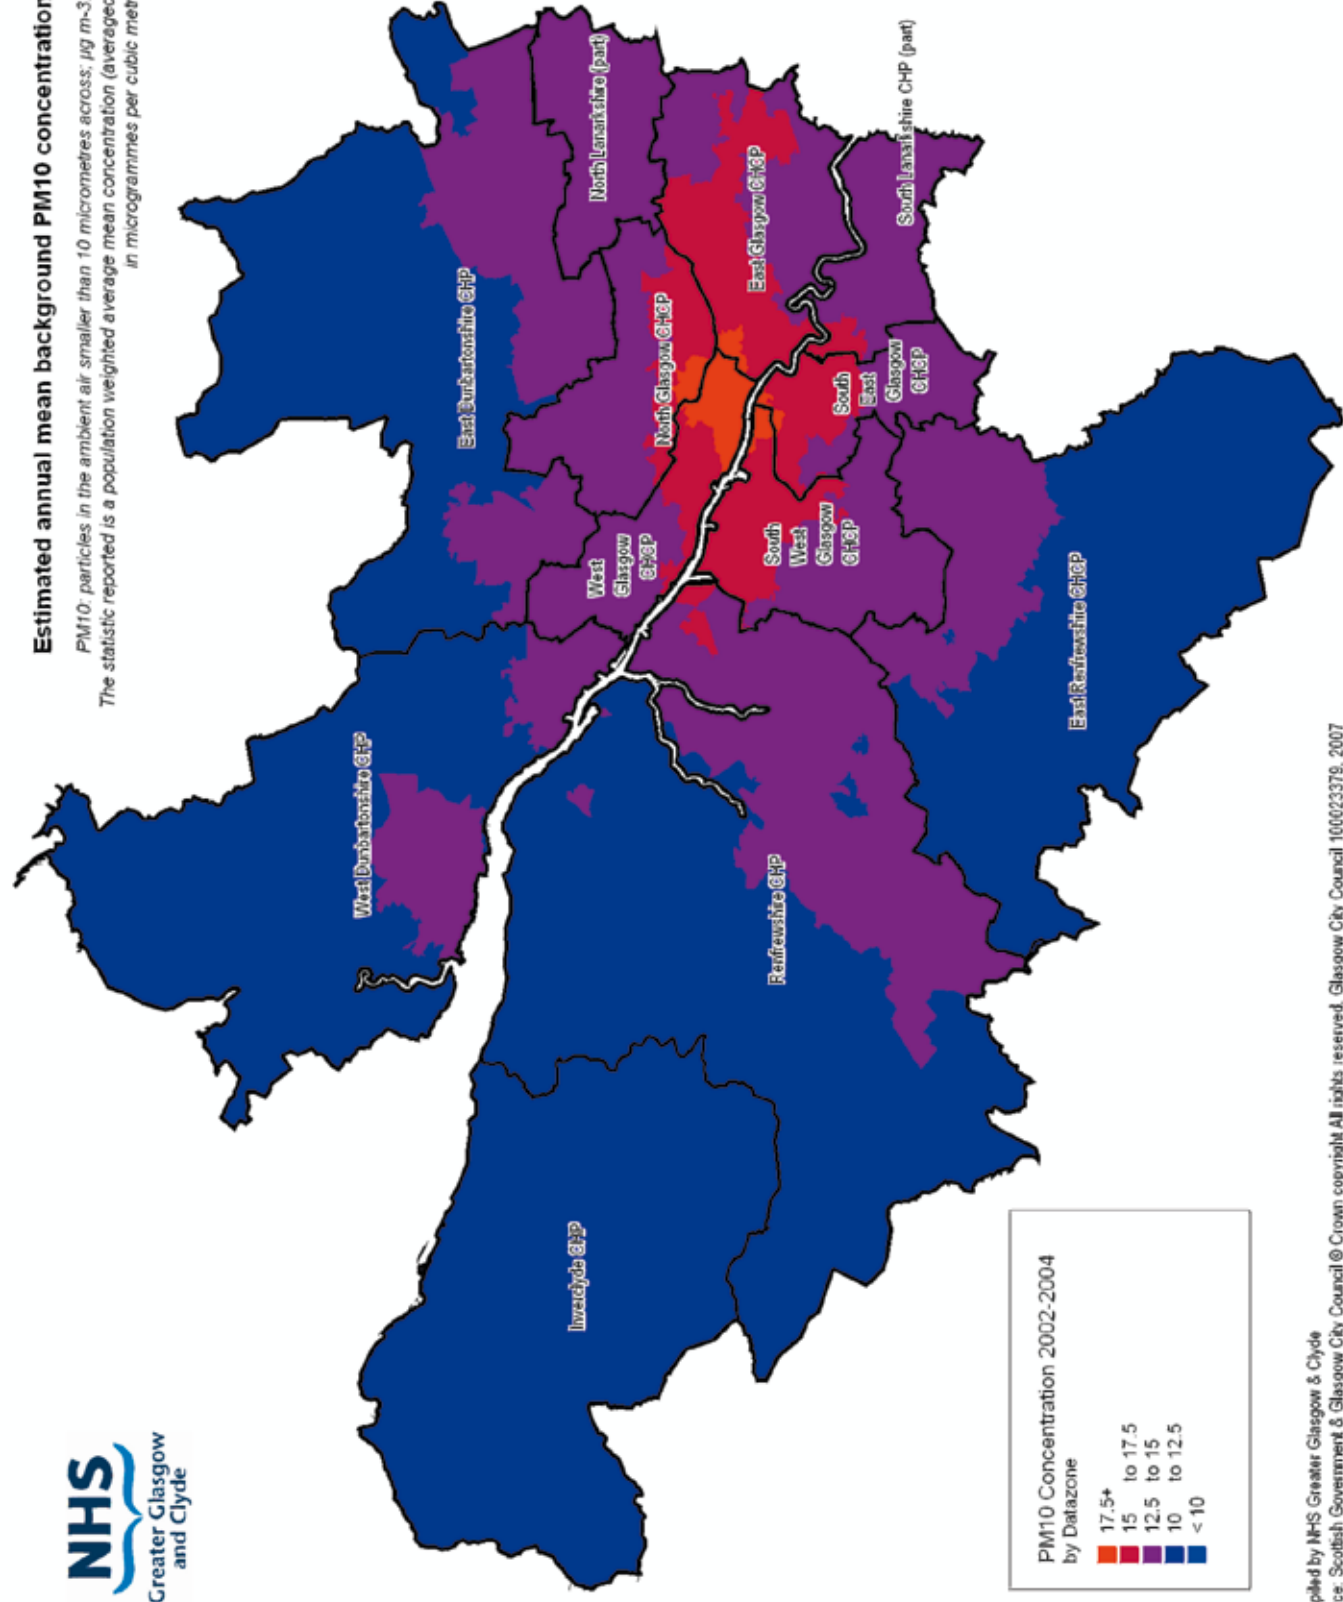 Estimated annual mean background PM10 concentration
PM10: particles in the ambient air smaller than 10 micrometres across; µg m-3.
The statistic reported is a population weighted average mean concentration (averaged
in microgrammes per cubic metr
NHS
Greater Glasgow
and Clyde
West Dunbartonshire CHP
East Dunbartonshire CHP
North Lanarkshire (part)
Inverclyde CHP
West
Glasgow
CHCP
North Glasgow CHCP
East Glasgow CHCP
Renfrewshire CHP
South
West
Glasgow
CHCP
South
East
Glasgow
CHCP
South Lanarkshire CHP (part)
East Renfrewshire CHCP
PM10 Concentration 2002-2004
by Datazone
17.5+
15 to 17.5
12.5 to 15
10 to 12.5
< 10
piled by NHS Greater Glasgow & Clyde
ce: Scottish Government & Glasgow City Council © Crown copyright All rights reserved. Glasgow City Council 100023379, 2007